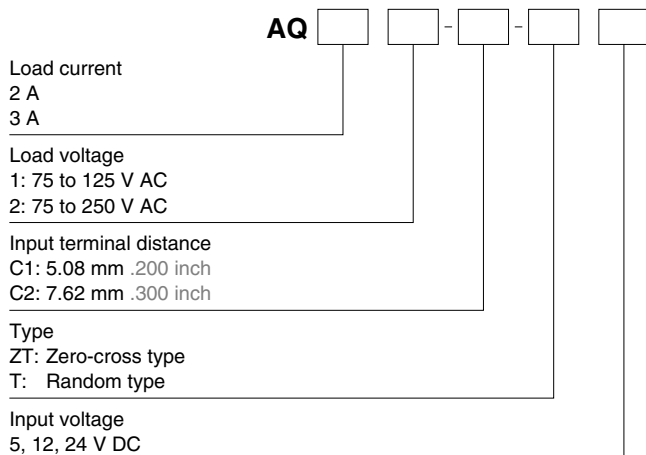 AQ - -
Load current
2 A
3 A
Load voltage
1: 75 to 125 V AC
2: 75 to 250 V AC
Input terminal distance
C1: 5.08 mm .200 inch
C2: 7.62 mm .300 inch
Type
ZT: Zero-cross type
T: Random type
Input voltage
5, 12, 24 V DC